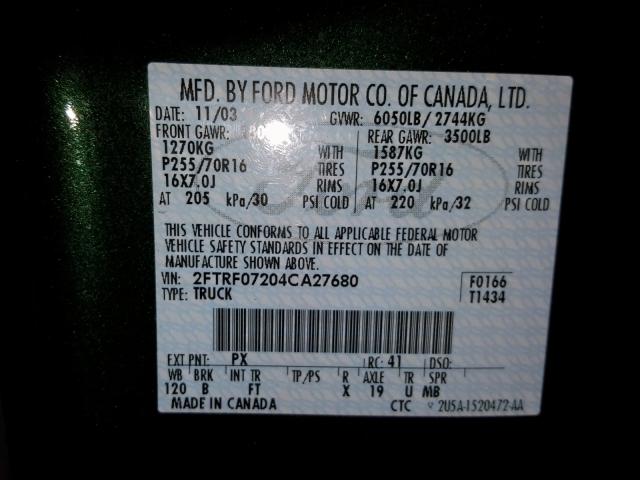 MFD. BY FORD MOTOR CO. OF CANADA, LTD.
DATE: 11/03 GVWR: 6050LB/ 2744KG
FRONT GAWR: REAR GAWR: 3500LB
1270KG WITH 1587KG WITH
P255/70R16 TIRES P255/70R16 TIRES
16X7.0J RIMS 16X7.0J RIMS
AT 205 kPa/30 PSI COLD AT 220 kPa/32 PSI COLD
Ford
THIS VEHICLE CONFORMS TO ALL APPLICABLE FEDERAL MOTOR
VEHICLE SAFETY STANDARDS IN EFFECT ON THE DATE OF
MANUFACTURE SHOWN ABOVE.
VIN: 2FTRF07204CA27680 F0166
TYPE: TRUCK T1434
EXT PNT: PX RC: 41 DSO:
WB BRK INT TR TP/PS R AXLE TR SPR
120 B FT X 19 U MB
MADE IN CANADA CTC 2U5A-1520472-AA